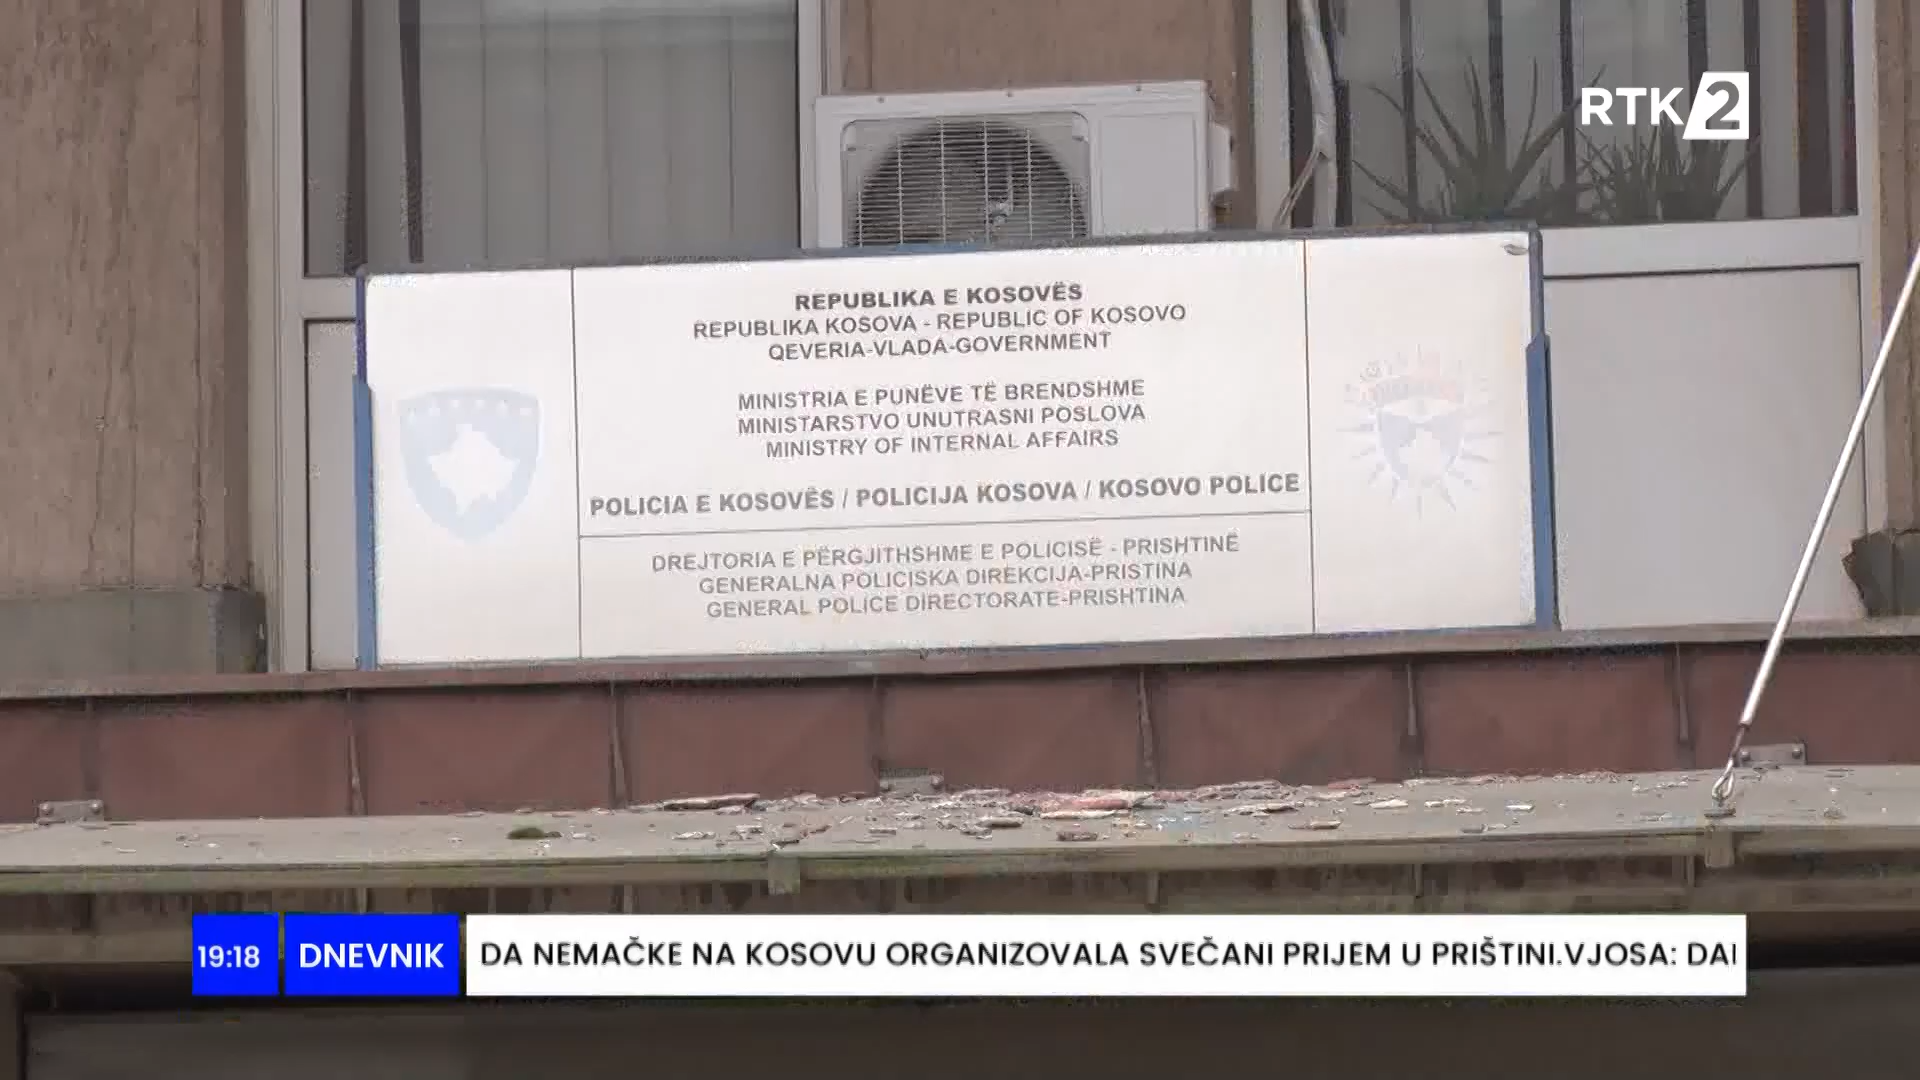 RTK 2
REPUBLIKA E KOSOVËS
REPUBLIKA KOSOVA - REPUBLIC OF KOSOVO
QEVERIA-VLADA-GOVERNMENT
MINISTRIA E PUNËVE TË BRENDSHME
MINISTARSTVO UNUTRASNI POSLOVA
MINISTRY OF INTERNAL AFFAIRS
POLICIA E KOSOVËS / POLICIJA KOSOVA / KOSOVO POLICE
DREJTORIA E PËRGJITHSHME E POLICISË - PRISHTINË
GENERALNA POLICISKA DIREKCIJA-PRISTINA
GENERAL POLICE DIRECTORATE-PRISHTINA
19:18 DNEVNIK DA NEMAČKE NA KOSOVU ORGANIZOVALA SVEČANI PRIJEM U PRIŠTINI.VJOSA: